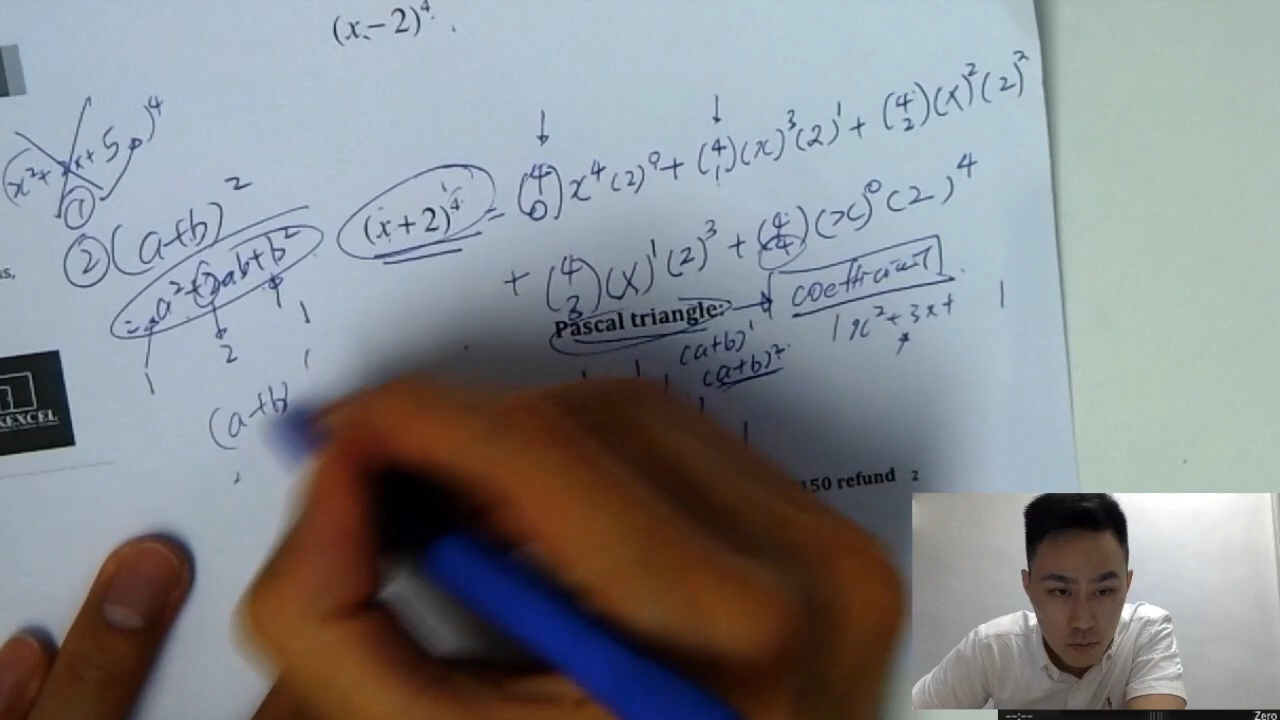 (x-2)⁴.
(x²+x+5)⁴
①
②(a+b)²
= a²+2ab+b²
1 2 1
1
(a+b)
(x+2)⁴ = (4 0)x⁴(2)⁰ + (4 1)(x)³(2)¹ + (4 2)(x)²(2)²
+ (4 3)(x)¹(2)³ + (4 4)(x)⁰(2)⁴
Pascal triangle: → coefficient
1x²+3x+1
(a+b)¹
(a+b)²
150 refund 2
EXCEL
--:--
Zero